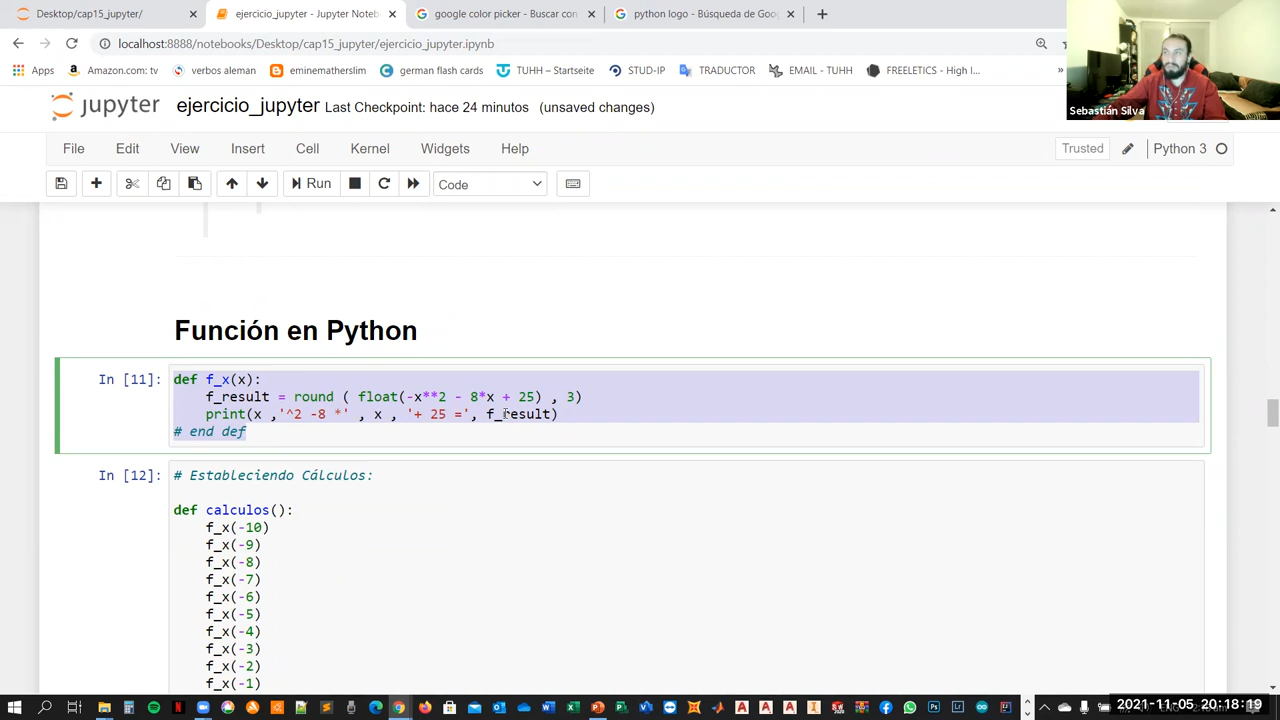 Desktop/cap15_jupyter/
ejercicio_jupyter - Jupyter Noteb
google color picker - Buscar con
python logo - Búsqueda de Goo
localhost:8888/notebooks/Desktop/cap15_jupyter/ejercicio_jupyter.ipynb
Apps
Amazon.com: tv
verbos aleman
eminemathslim
german flash cards
TUHH – Startseite
STUD-IP
TRADUCTOR
EMAIL - TUHH
FREELETICS - High I...
»
Sebastián Silva
jupyter
ejercicio_jupyter Last Checkpoint: hace 24 minutos (unsaved changes)
File Edit View Insert Cell Kernel Widgets Help
Trusted
Python 3
Run
Code
Función en Python
In [11]:
def f_x(x):
    f_result = round ( float(-x**2 - 8*x + 25) , 3)
    print(x ,'^2 -8 *' , x , '+ 25 =', f_result)
# end def
In [12]:
# Estableciendo Cálculos:
def calculos():
    f_x(-10)
    f_x(-9)
    f_x(-8)
    f_x(-7)
    f_x(-6)
    f_x(-5)
    f_x(-4)
    f_x(-3)
    f_x(-2)
    f_x(-1)
2021-11-05 20:18:19